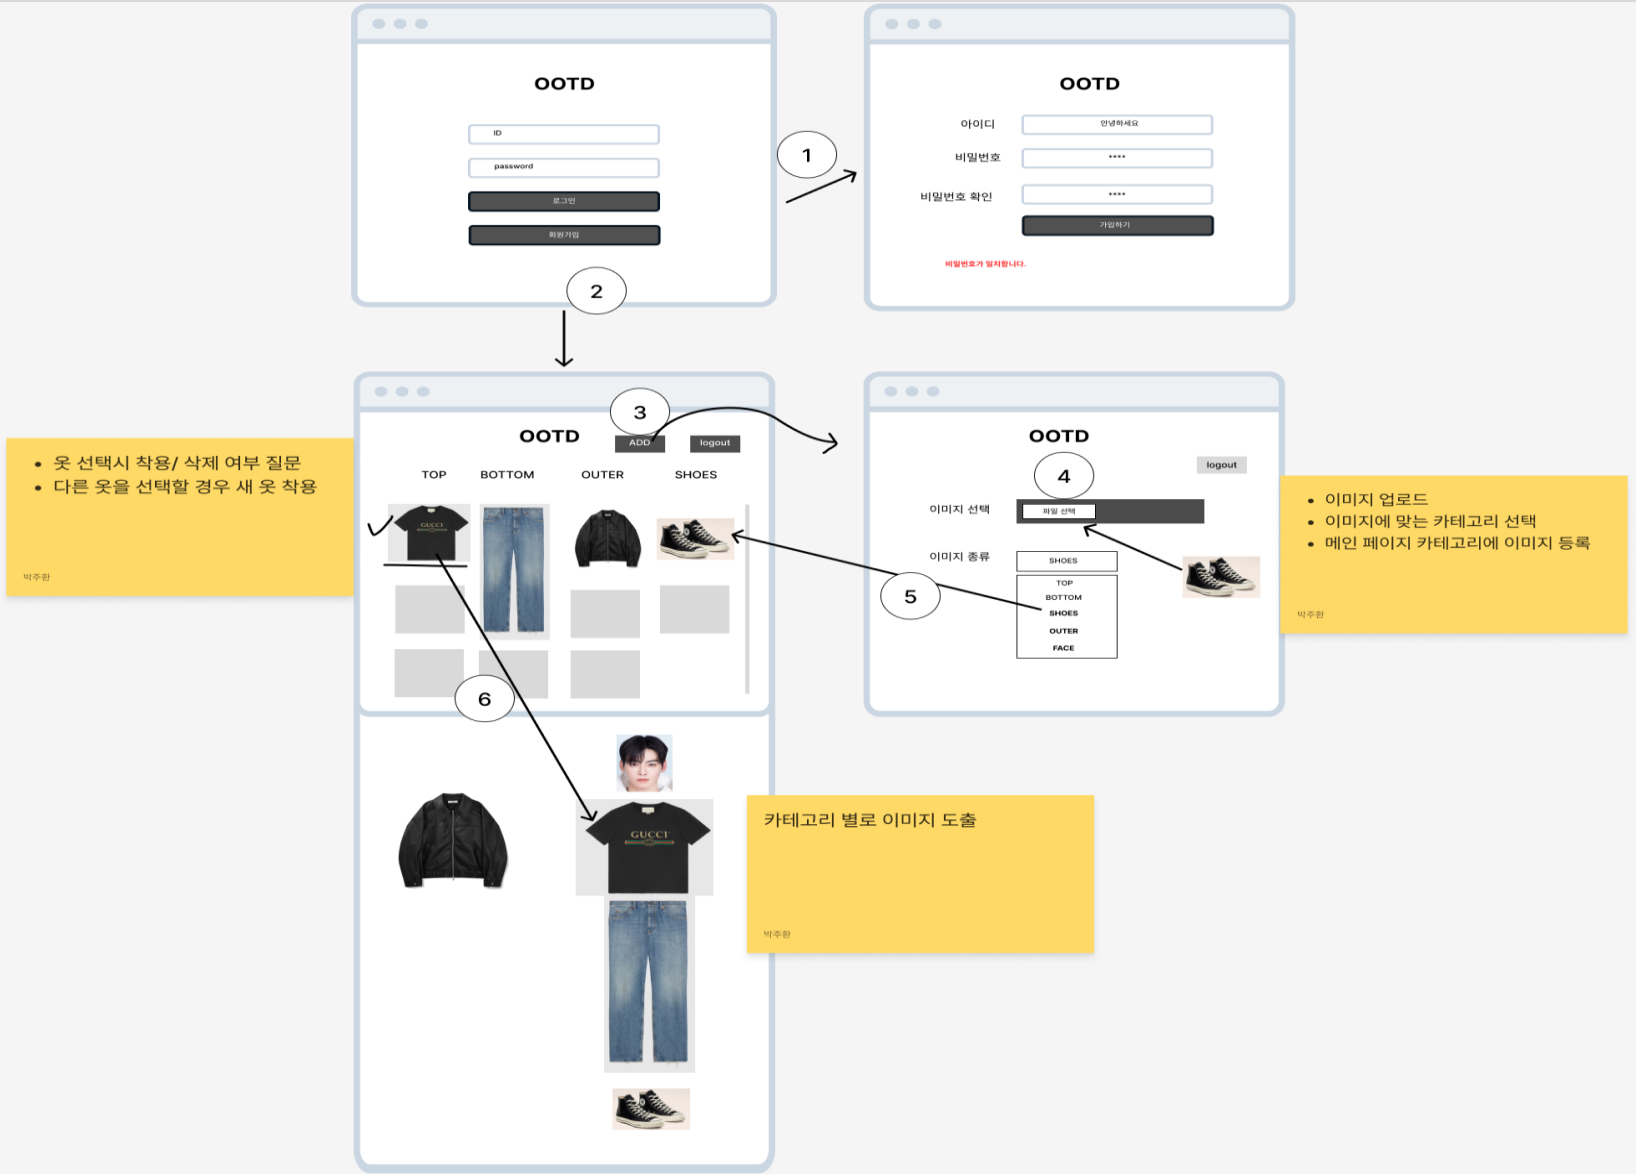 OOTD
ID
password
로그인
회원가입
1
OOTD
아이디
안녕하세요
비밀번호
****
비밀번호 확인
****
가입하기
비밀번호가 일치합니다.
2
3
OOTD
ADD
logout
TOP
BOTTOM
OUTER
SHOES
GUCCI
옷 선택시 착용/ 삭제 여부 질문
다른 옷을 선택할 경우 새 옷 착용
박주환
OOTD
4
logout
이미지 선택
파일 선택
이미지 종류
SHOES
TOP
BOTTOM
SHOES
OUTER
FACE
5
이미지 업로드
이미지에 맞는 카테고리 선택
메인 페이지 카테고리에 이미지 등록
박주환
6
GUCCI
카테고리 별로 이미지 도출
박주환